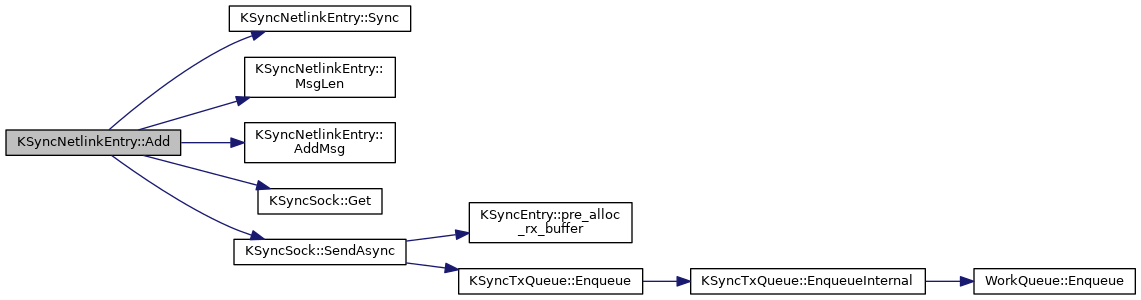 KSyncNetlinkEntry::Add
KSyncNetlinkEntry::Sync
KSyncNetlinkEntry::
MsgLen
KSyncNetlinkEntry::
AddMsg
KSyncSock::Get
KSyncSock::SendAsync
KSyncEntry::pre_alloc
_rx_buffer
KSyncTxQueue::Enqueue
KSyncTxQueue::EnqueueInternal
WorkQueue::Enqueue